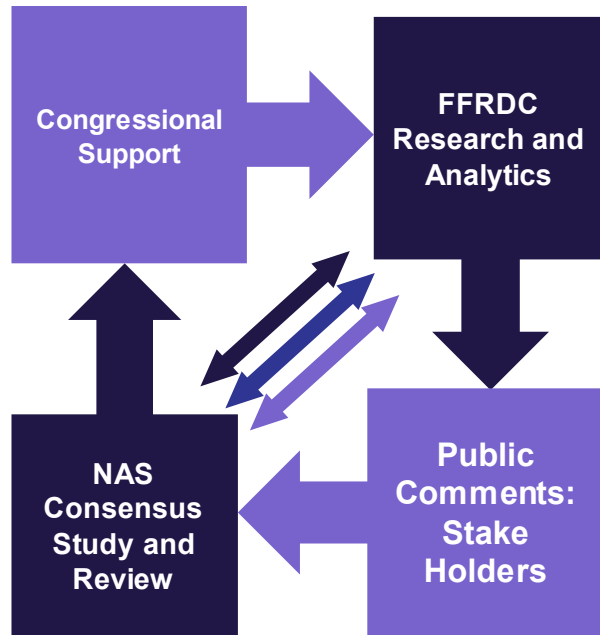 Congressional
Support
FFRDC
Research and
Analytics
NAS
Consensus
Study and
Review
Public
Comments:
Stake
Holders